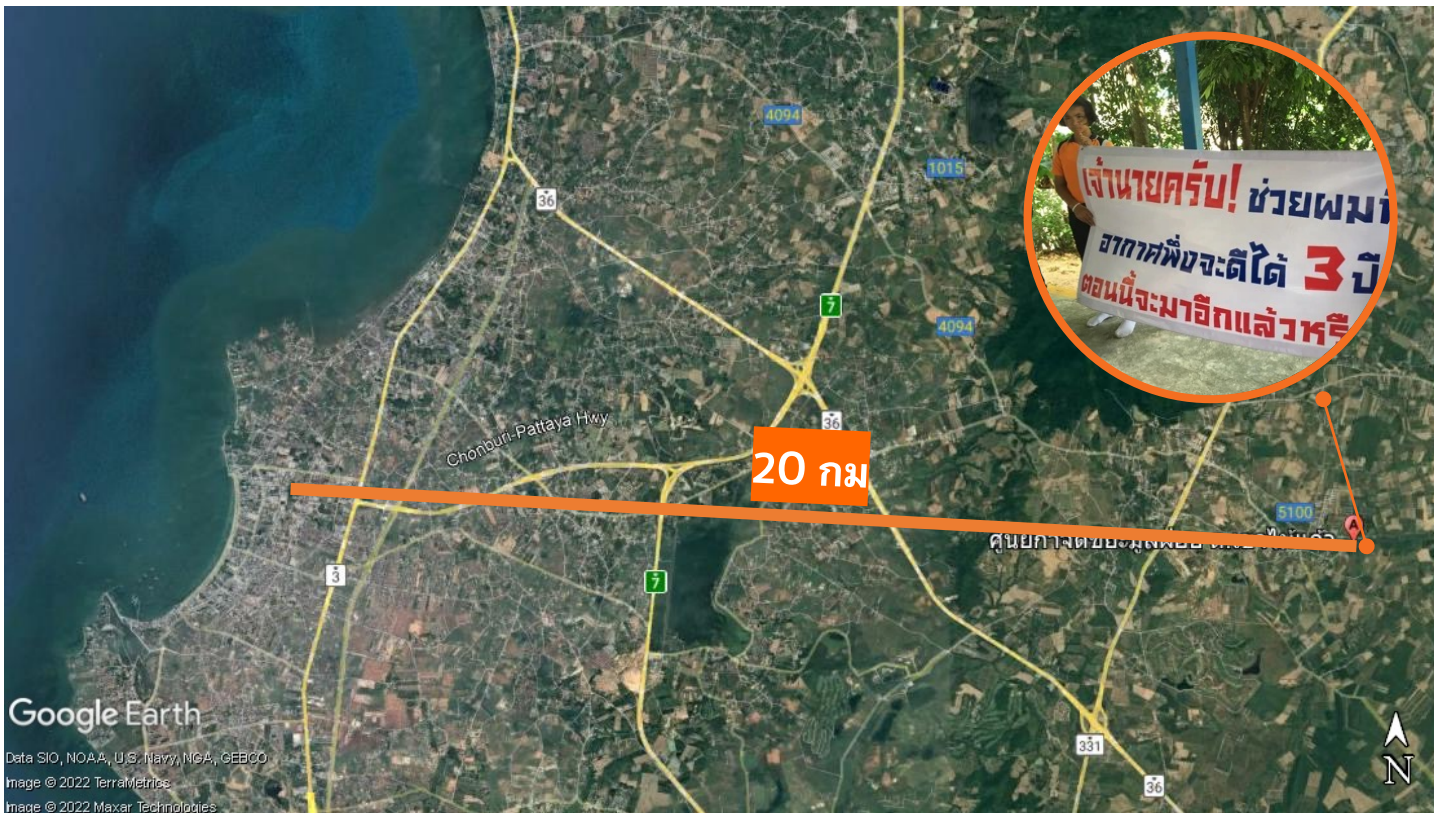 4094
1015
36
7
4094
36
Chonburi-Pattaya Hwy
20 กม
5100
A
3
7
331
36
N
เจ้านายครับ! ช่วยผม
อากาศพึ่งจะดีได้ 3 ปี
ตอนนี้จะมาอีกแล้วหรื
Google Earth
Data SIO, NOAA, U.S. Navy, NGA, GEBCO
Image © 2022 TerraMetrics
Image © 2022 Maxar Technologies